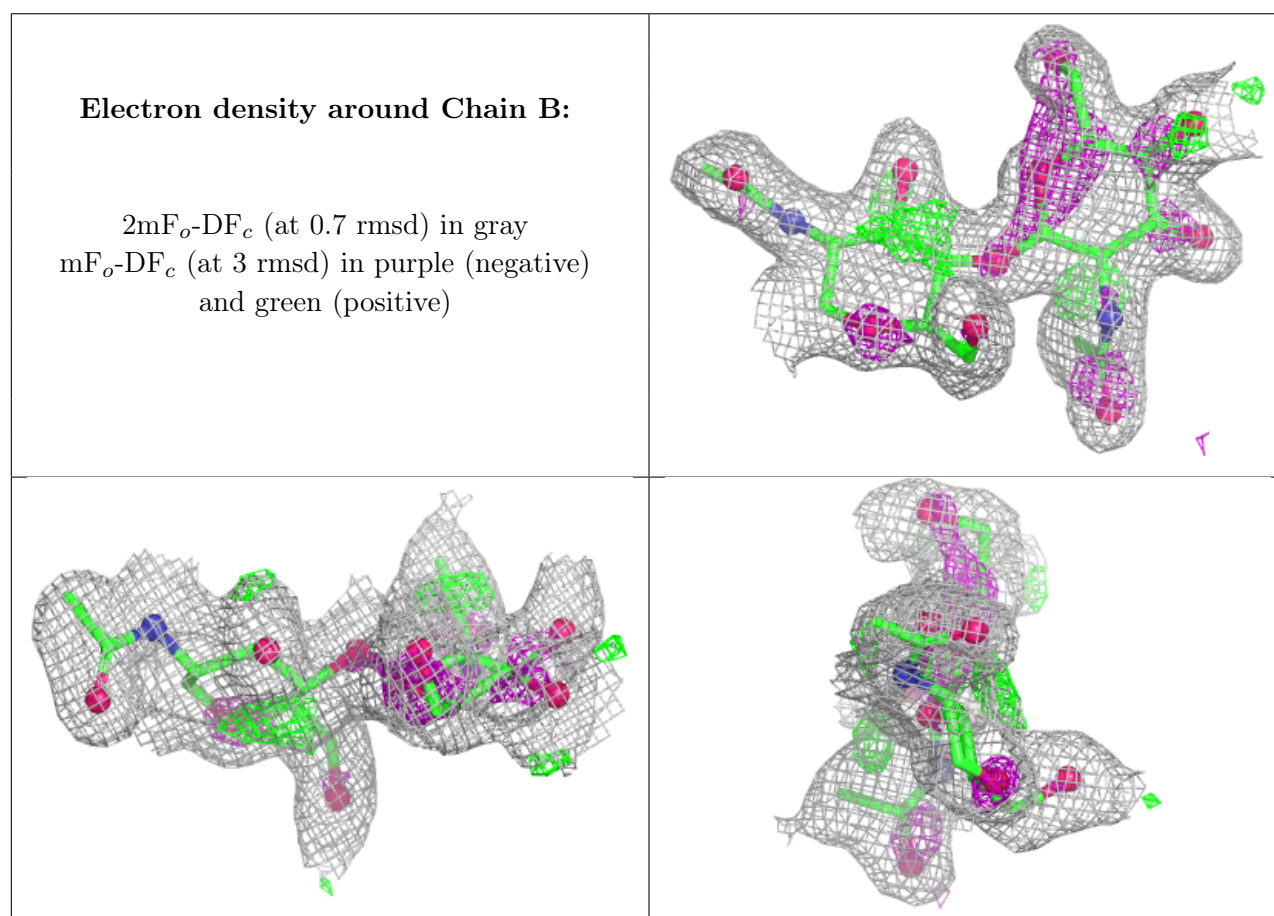 Electron density around Chain B:
2mFo-DFc (at 0.7 rmsd) in gray
mFo-DFc (at 3 rmsd) in purple (negative)
and green (positive)